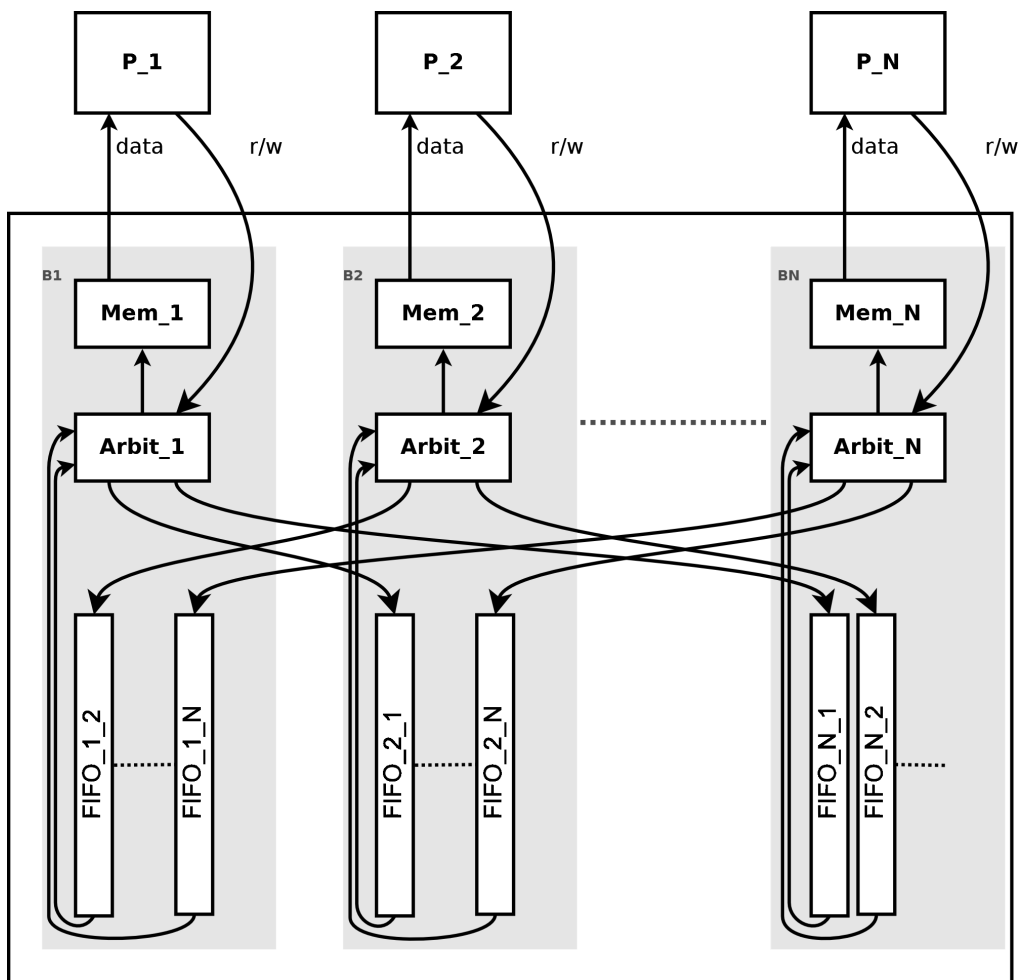 P_1
P_2
P_N
data
r/w
data
r/w
data
r/w
B1
B2
BN
Mem_1
Mem_2
Mem_N
Arbit_1
Arbit_2
Arbit_N
FIFO_1_2
FIFO_1_N
FIFO_2_1
FIFO_2_N
FIFO_N_1
FIFO_N_2